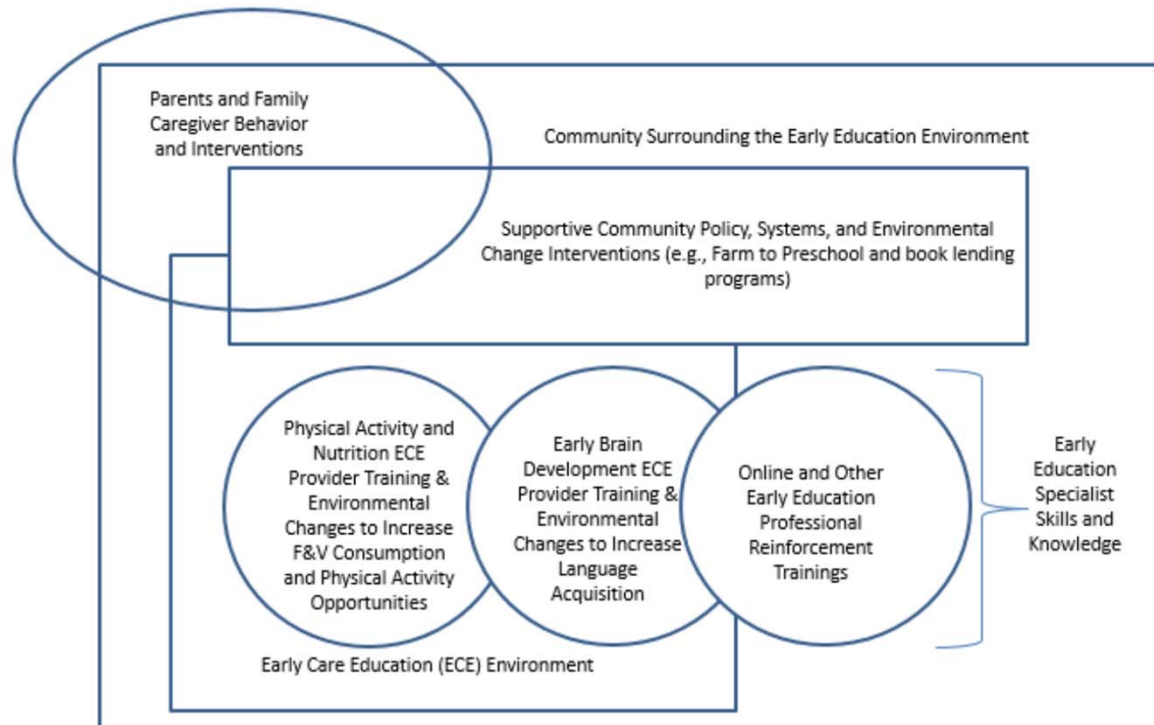 Parents and Family
Caregiver Behavior
and Interventions
Community Surrounding the Early Education Environment
Supportive Community Policy, Systems, and Environmental
Change Interventions (e.g., Farm to Preschool and book lending
programs)
Physical Activity and
Nutrition ECE
Provider Training &
Environmental
Changes to Increase
F&V Consumption
and Physical Activity
Opportunities
Early Brain
Development ECE
Provider Training &
Environmental
Changes to Increase
Language
Acquisition
Online and Other
Early Education
Professional
Reinforcement
Trainings
Early
Education
Specialist
Skills and
Knowledge
Early Care Education (ECE) Environment